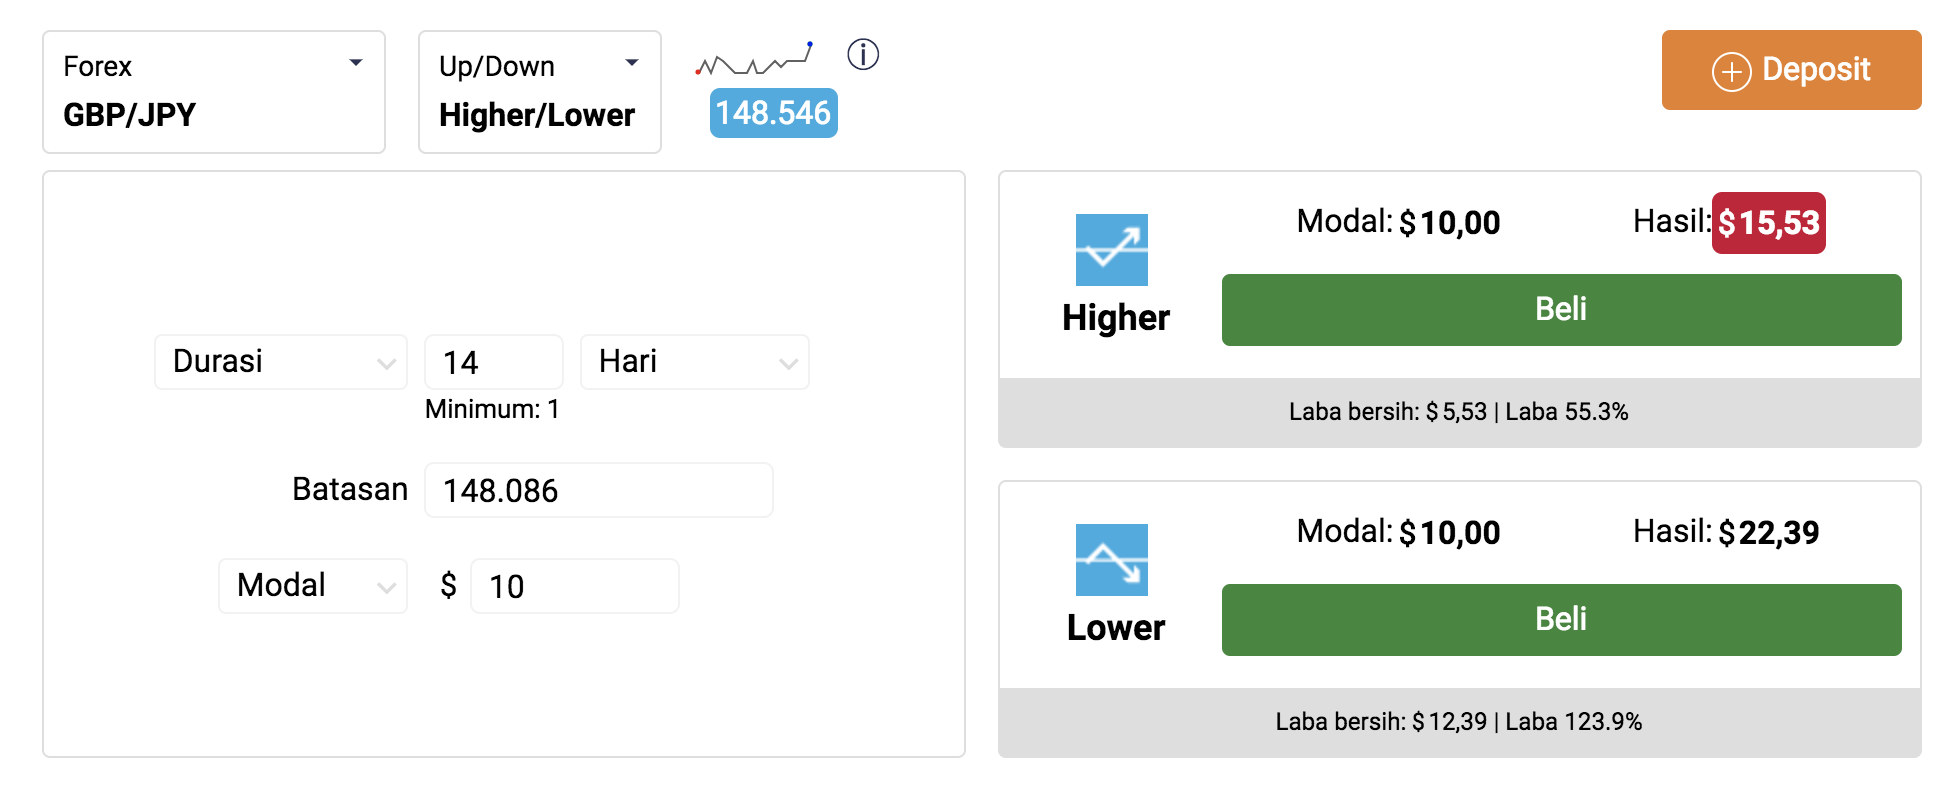 Forex
GBP/JPY
Up/Down
Higher/Lower
148.546
Deposit
Durasi
14
Hari
Minimum: 1
Batasan
148.086
Modal
$
10
Higher
Modal: $10,00
Hasil: $15,53
Beli
Laba bersih: $5,53 | Laba 55.3%
Lower
Modal: $10,00
Hasil: $22,39
Beli
Laba bersih: $12,39 | Laba 123.9%